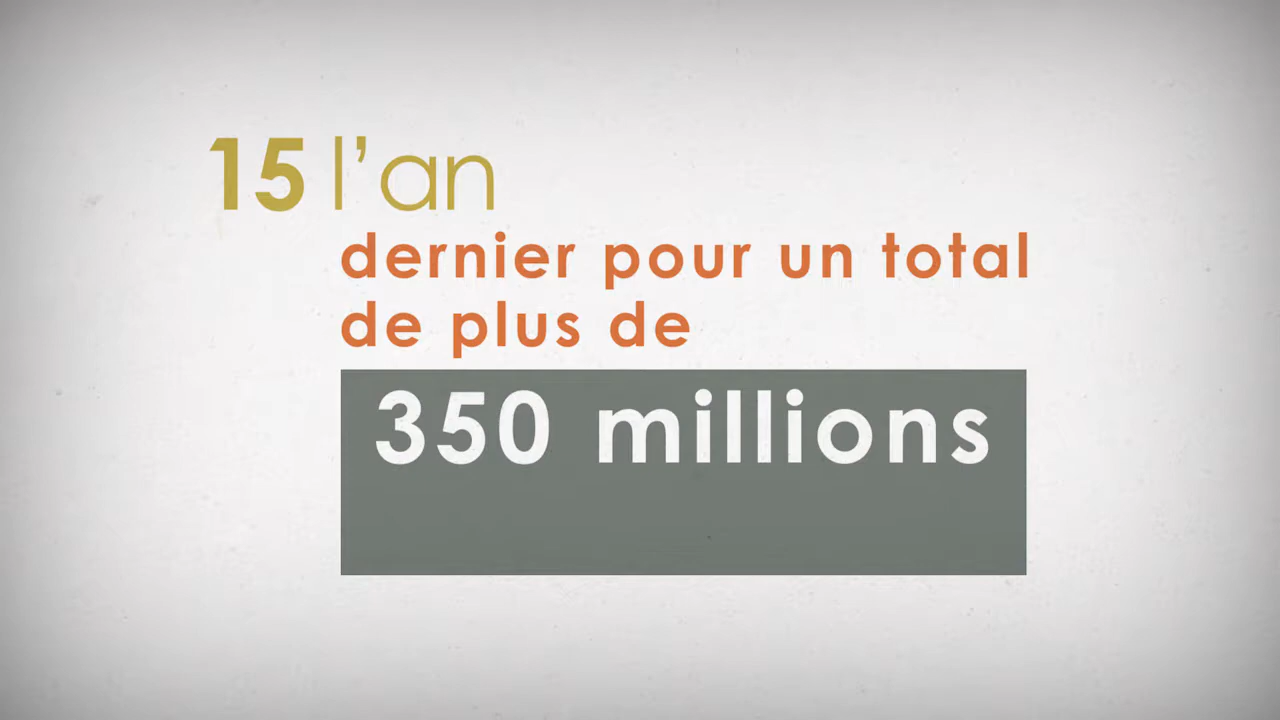 15 l'an
dernier pour un total
de plus de
350 millions